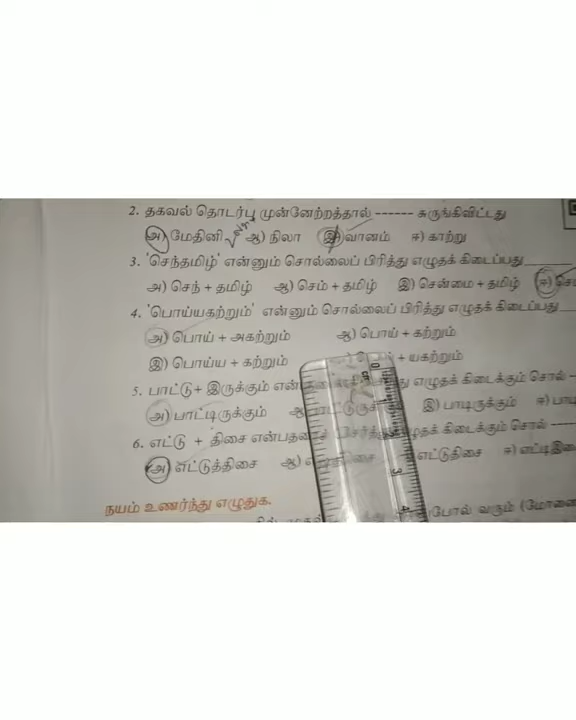 2. தகவல் தொடர்பு முன்னேற்றத்தால் ------ சுருங்கிவிட்டது
அ) மேதினி ஆ) நிலா இ) வானம் ஈ) காற்று
3. 'செந்தமிழ்' என்னும் சொல்லைப் பிரித்து எழுதக் கிடைப்பது
அ) செந் + தமிழ் ஆ) செம் + தமிழ் இ) சென்மை + தமிழ் ஈ)
4. 'பொய்யகற்றும்' என்னும் சொல்லைப் பிரித்து எழுதக் கிடைப்பது
அ) பொய் + அகற்றும் ஆ) பொய் + கற்றும்
இ) பொய்ய + கற்றும் + யகற்றும்
5. பாட்டு+ இருக்கும் எழுதக் கிடைக்கும் சொல்
அ) பாட்டிருக்கும் இ) பாடிருக்கும் ஈ)
6. எட்டு + திசை என்பதனை எழுதக் கிடைக்கும் சொல் ----
அ) எட்டுத்திசை ஆ) எட்டுதிசை ஈ)
நயம் உணர்ந்து எழுதுக.
போல் வரும்